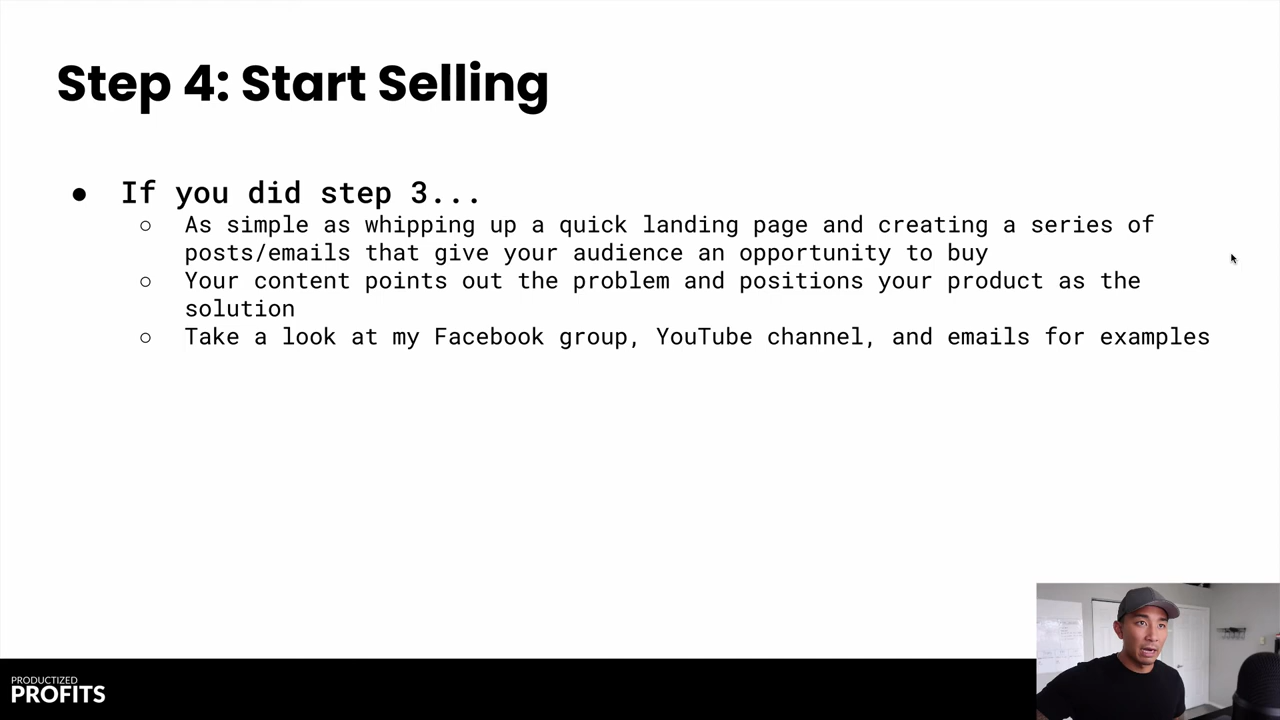 Step 4: Start Selling
● If you did step 3...
○ As simple as whipping up a quick landing page and creating a series of
posts/emails that give your audience an opportunity to buy
○ Your content points out the problem and positions your product as the
solution
○ Take a look at my Facebook group, YouTube channel, and emails for examples
PRODUCTIZED
PROFITS